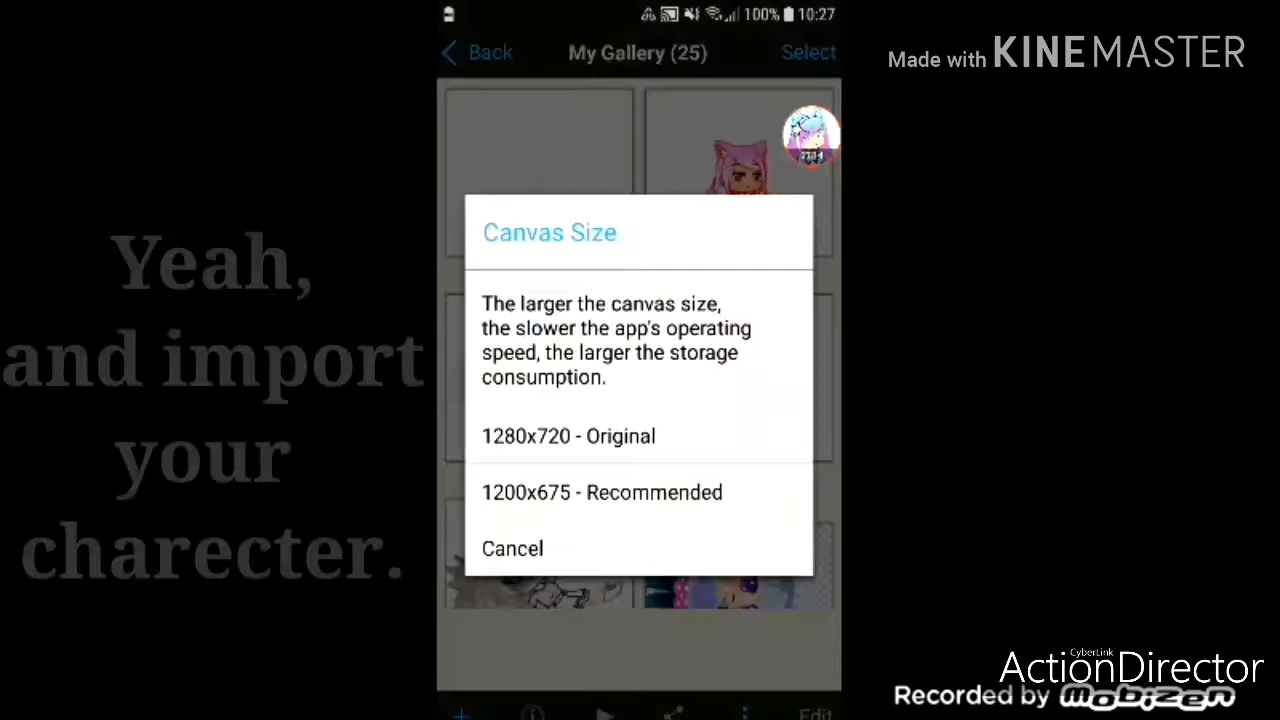 100% 10:27
Back My Gallery (25) Select
Made with KINEMASTER
Canvas Size
The larger the canvas size,
the slower the app's operating
speed, the larger the storage
consumption.
1280x720 - Original
1200x675 - Recommended
Cancel
Yeah,
and import
your
charecter.
Edit
CyberLink
ActionDirector
Recorded by mobizen